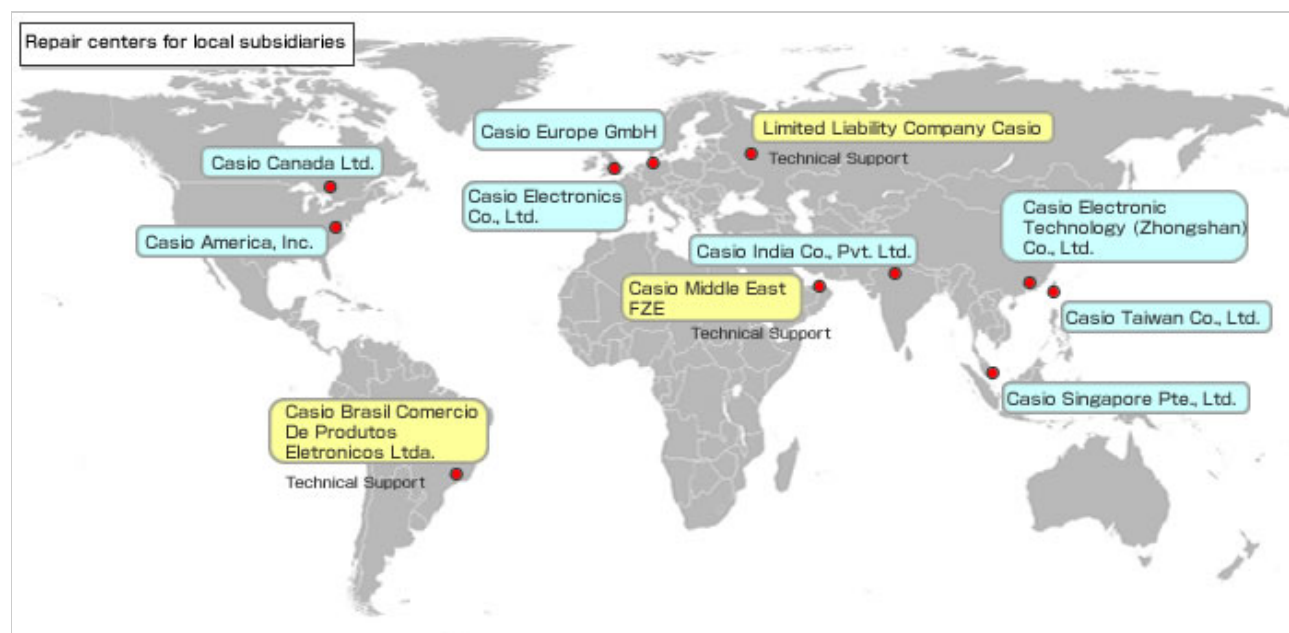 Repair centers for local subsidiaries
Casio Europe GmbH
Limited Liability Company Casio
Technical Support
Casio Canada Ltd.
Casio Electronics
Co., Ltd.
Casio America, Inc.
Casio Electronic
Technology (Zhongshan)
Co., Ltd.
Casio India Co., Pvt. Ltd.
Casio Middle East
FZE
Technical Support
Casio Taiwan Co., Ltd.
Casio Singapore Pte., Ltd.
Casio Brasil Comercio
De Produtos
Eletronicos Ltda.
Technical Support